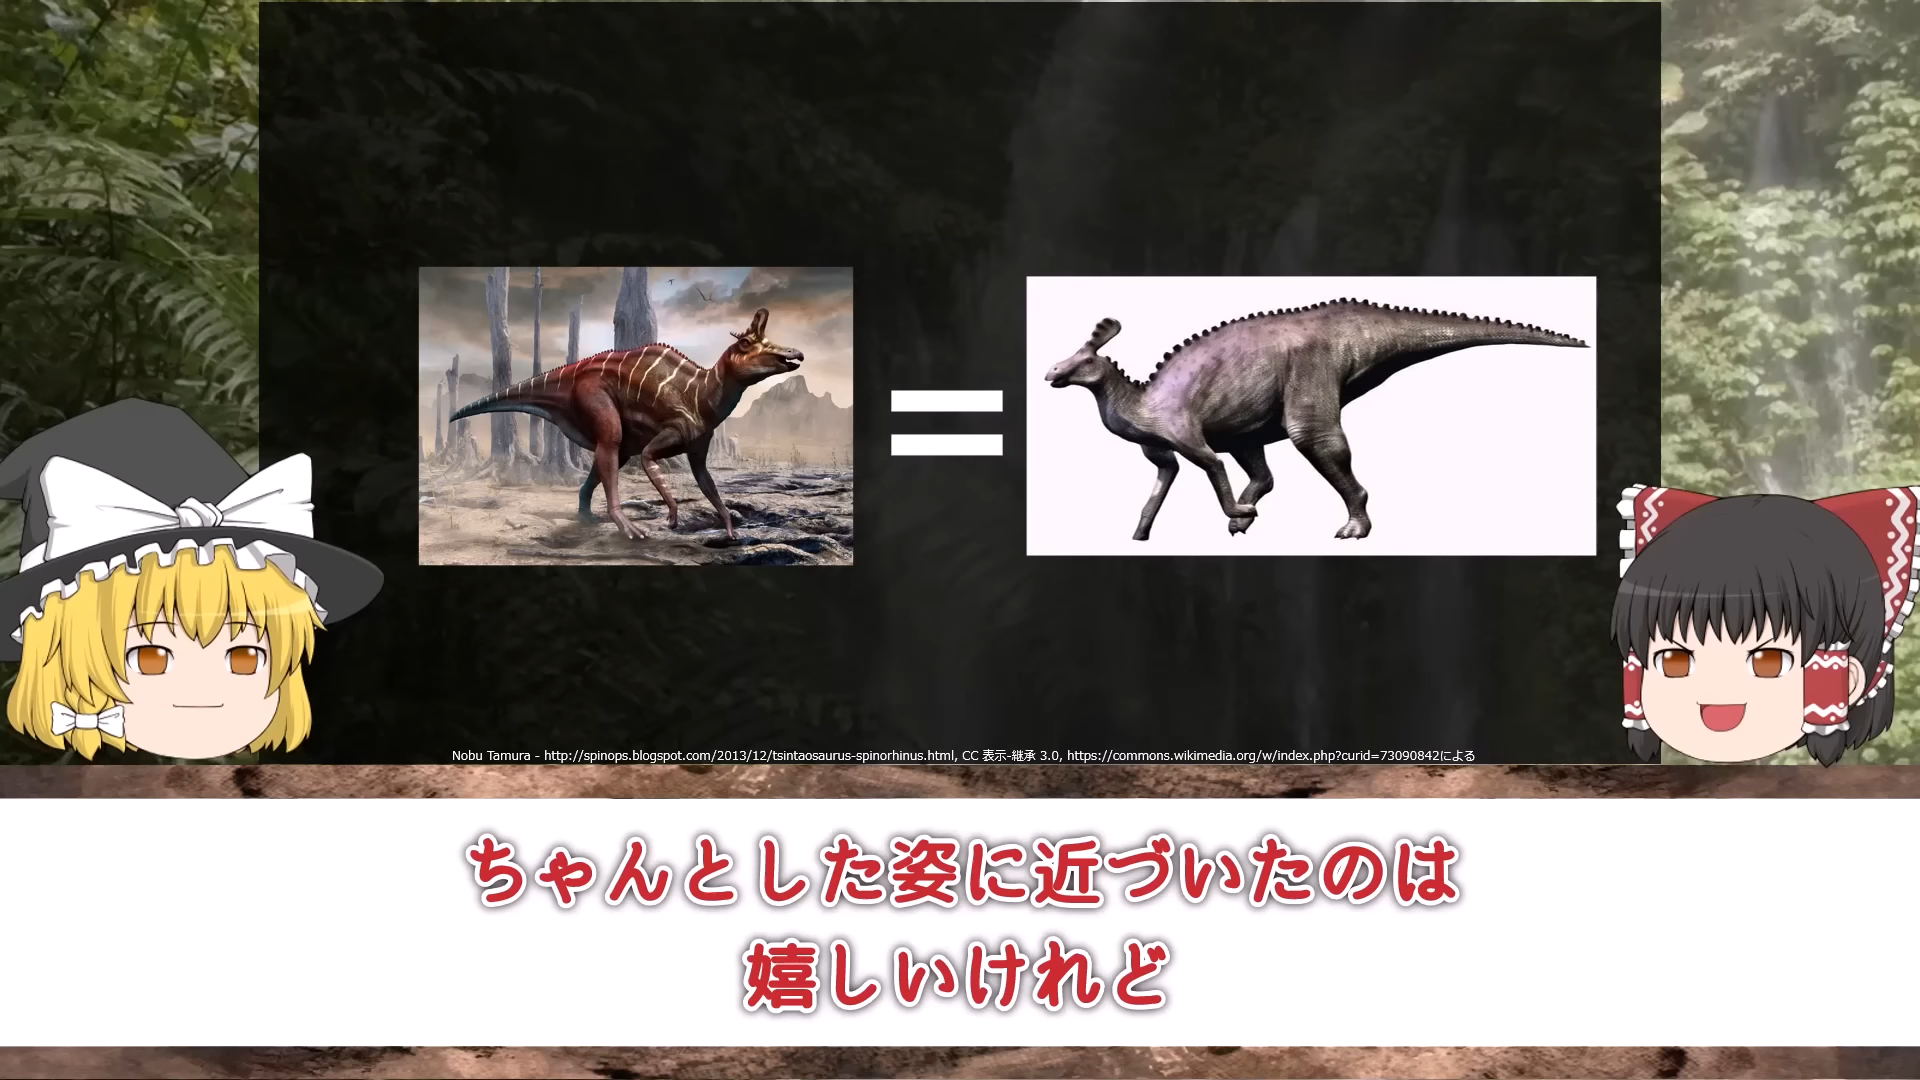 Nobu Tamura - http://spinops.blogspot.com/2013/12/tsintaosaurus-spinorhinus.html, CC 表示-継承 3.0, https://commons.wikimedia.org/w/index.php?curid=73090842による
ちゃんとした姿に近づいたのは
嬉しいけれど